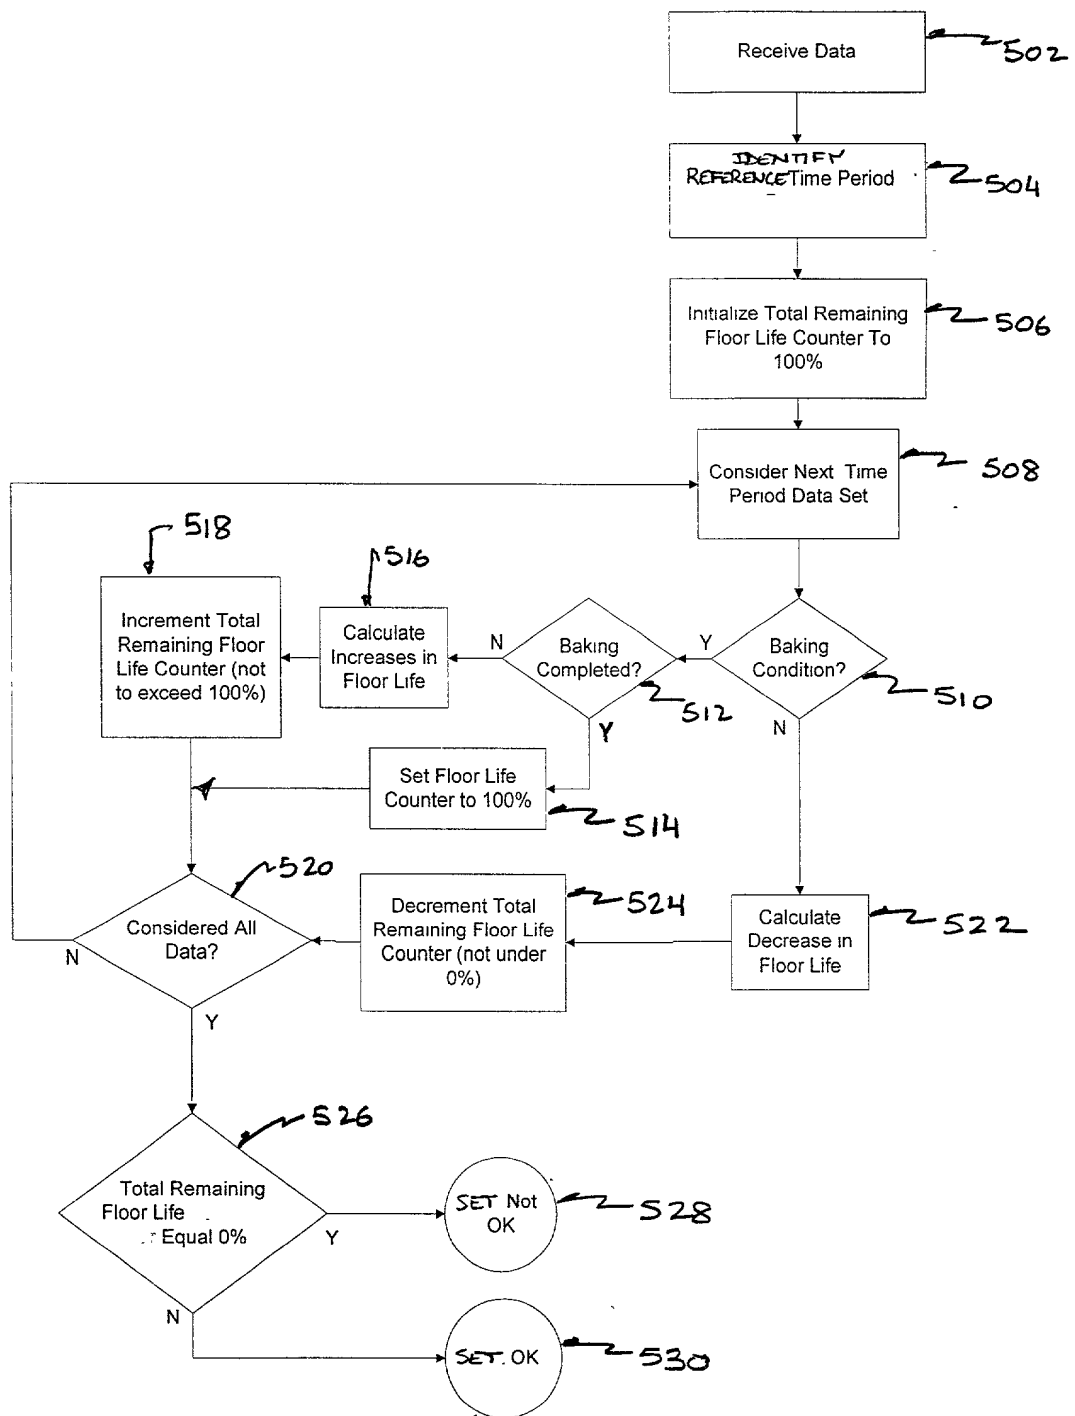 Receive Data
502
IDENTIFY
REFERENCE Time Period
504
Initialize Total Remaining
Floor Life Counter To
100%
506
Consider Next Time
Period Data Set
508
518
516
Increment Total
Remaining Floor
Life Counter (not
to exceed 100%)
Calculate
Increases in
Floor Life
N
Baking
Completed?
512
Y
Y
Baking
Condition?
510
N
Set Floor Life
Counter to 100%
514
520
Considered All
Data?
N
Y
Decrement Total
Remaining Floor Life
Counter (not under
0%)
524
Calculate
Decrease in
Floor Life
522
526
Total Remaining
Floor Life
Equal 0%
Y
N
SET Not
OK
528
SET. OK
530